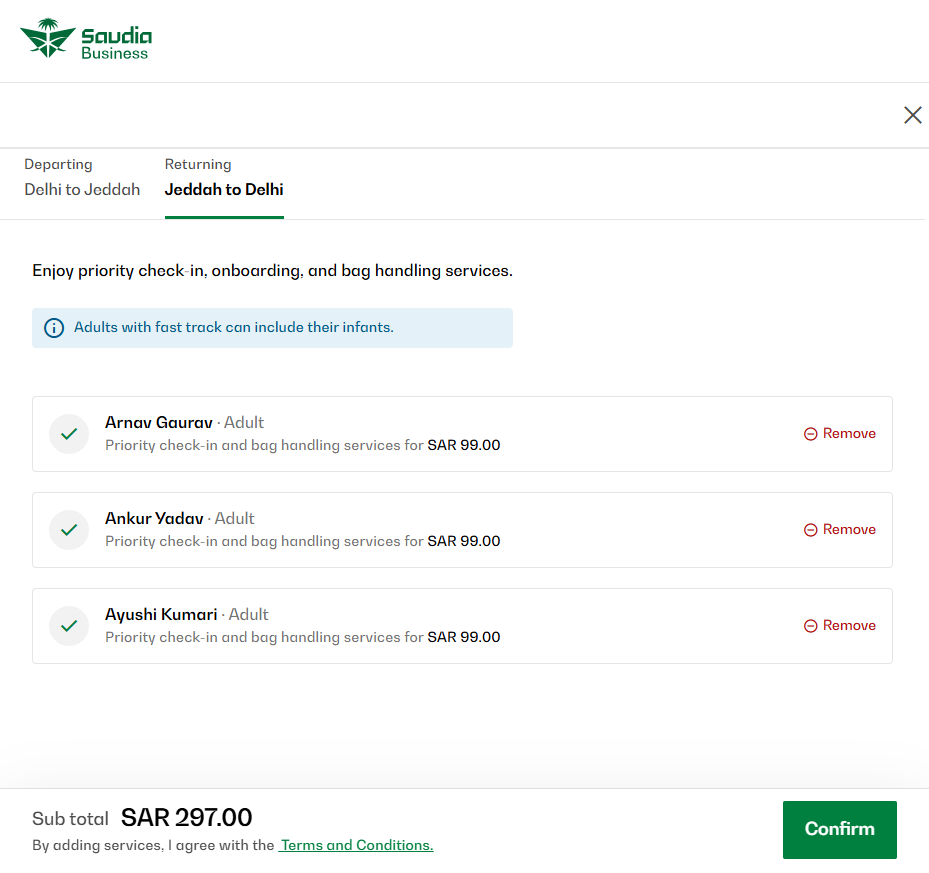 Saudia
Business
Departing
Delhi to Jeddah
Returning
Jeddah to Delhi
Enjoy priority check-in, onboarding, and bag handling services.
Adults with fast track can include their infants.
Arnav Gaurav · Adult
Priority check-in and bag handling services for SAR 99.00
Remove
Ankur Yadav · Adult
Priority check-in and bag handling services for SAR 99.00
Remove
Ayushi Kumari · Adult
Priority check-in and bag handling services for SAR 99.00
Remove
Sub total SAR 297.00
By adding services, I agree with the Terms and Conditions.
Confirm